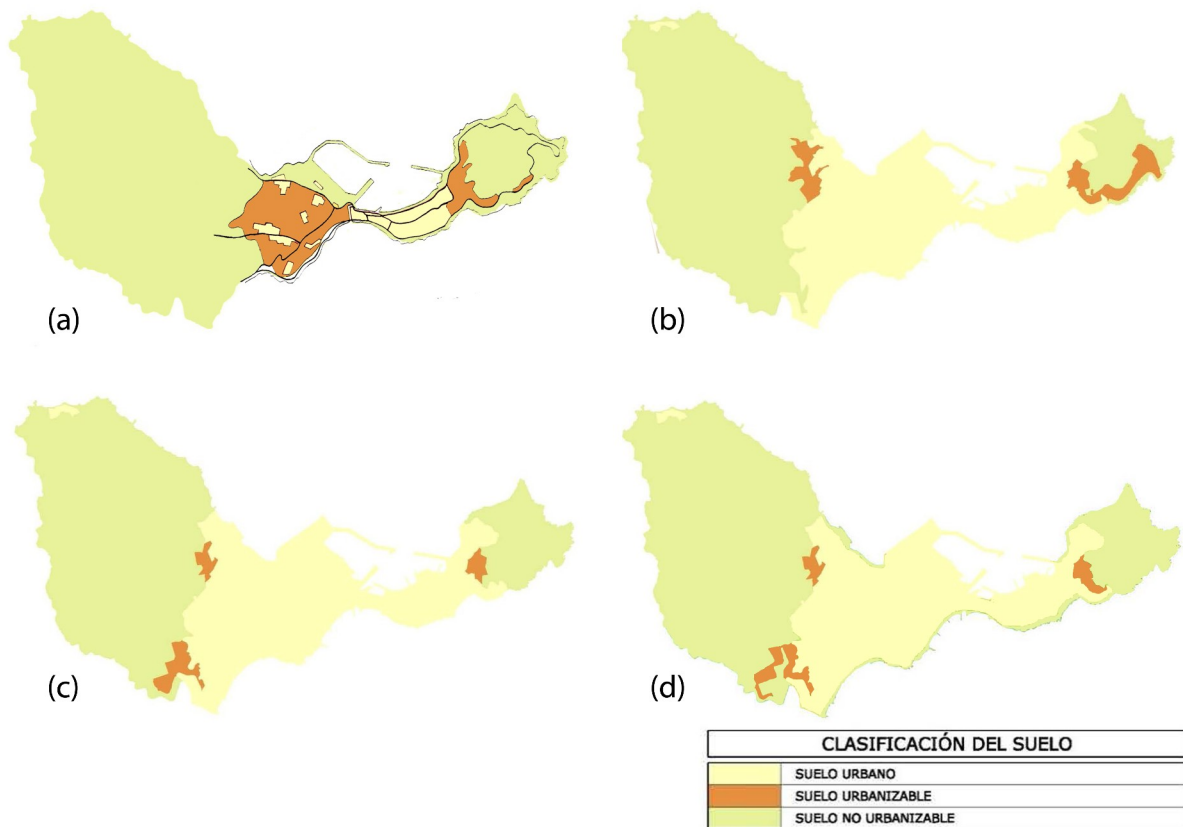 (a)
(b)
(c)
(d)
CLASIFICACIÓN DEL SUELO
SUELO URBANO
SUELO URBANIZABLE
SUELO NO URBANIZABLE